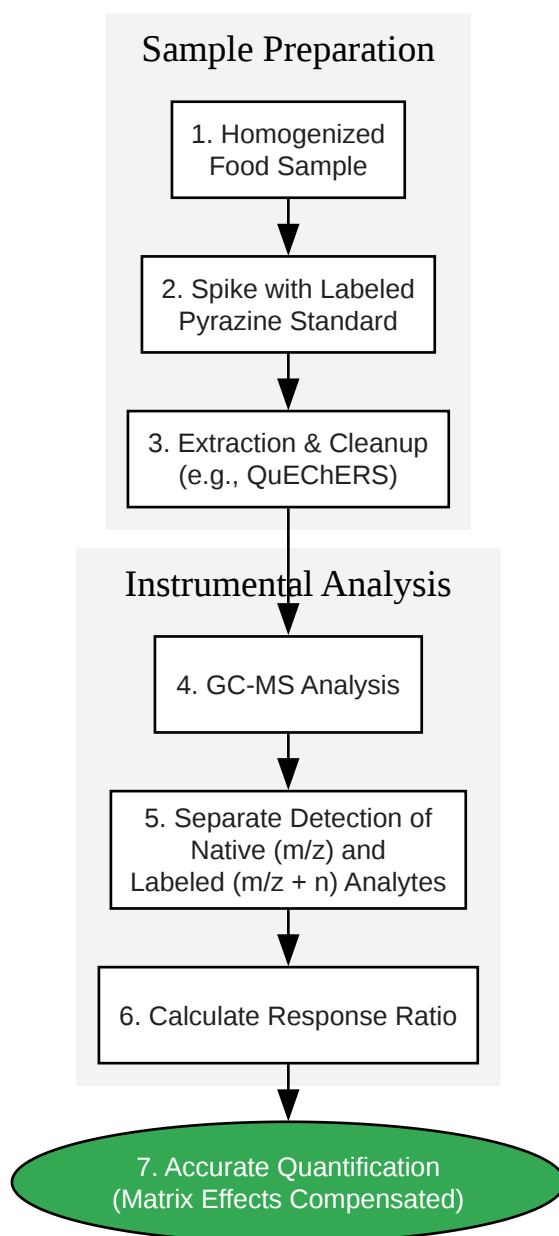 Sample Preparation
1. Homogenized
Food Sample
2. Spike with Labeled
Pyrazine Standard
3. Extraction & Cleanup
(e.g., QuEChERS)
Instrumental Analysis
4. GC-MS Analysis
5. Separate Detection of
Native (m/z) and
Labeled (m/z + n) Analytes
6. Calculate Response Ratio
7. Accurate Quantification
(Matrix Effects Compensated)